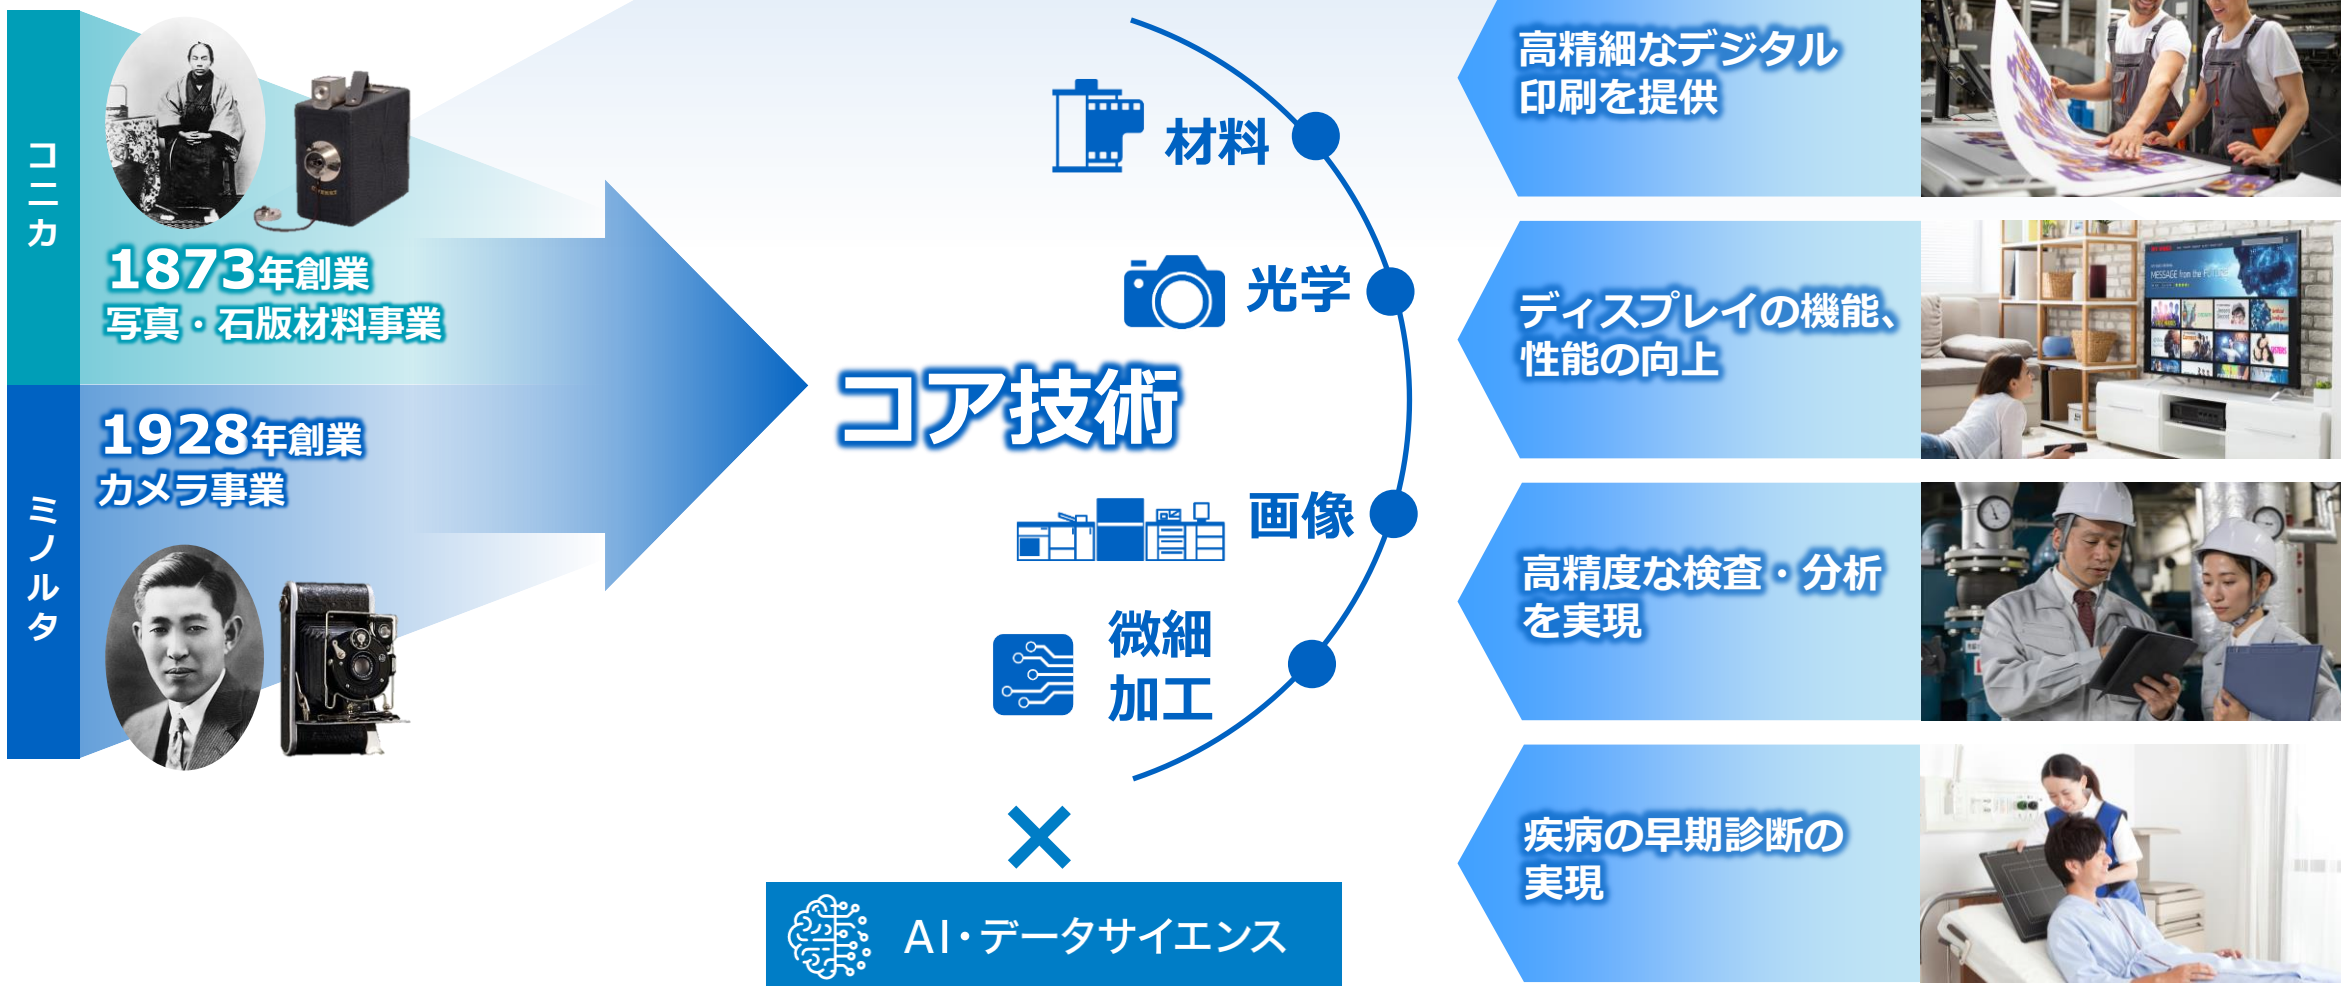 コニカ
1873年創業
写真・石版材料事業
ミノルタ
1928年創業
カメラ事業
コア技術
材料
光学
画像
微細
加工
×
AI・データサイエンス
高精細なデジタル
印刷を提供
ディスプレイの機能、
性能の向上
MESSAGE from the FUTURE
高精度な検査・分析
を実現
疾病の早期診断の
実現